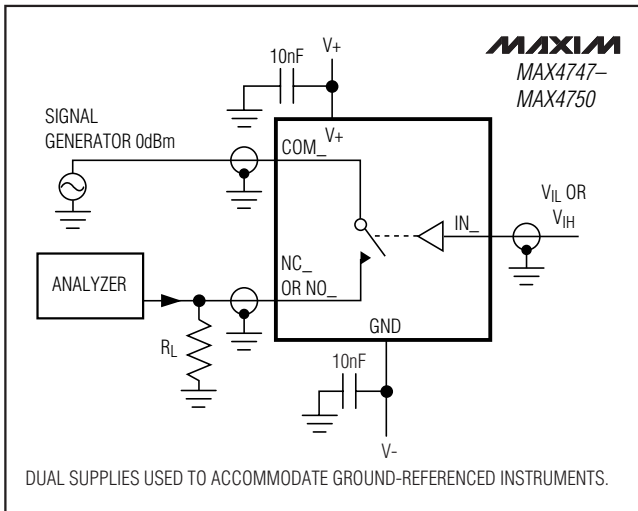 MAXIM
MAX4747–
MAX4750
V+
10nF
SIGNAL
GENERATOR 0dBm
V+
COM_
VIL OR
VIH
IN_
NC_
OR NO_
ANALYZER
GND
RL
10nF
V-
DUAL SUPPLIES USED TO ACCOMMODATE GROUND-REFERENCED INSTRUMENTS.